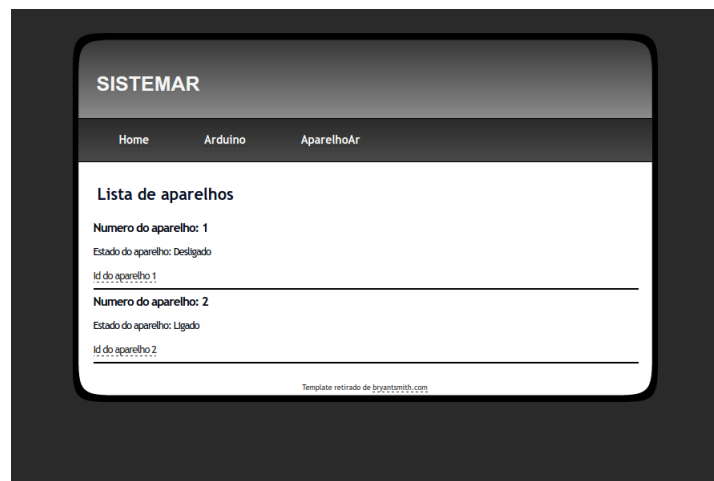 SISTEMAR
Home Arduino AparelhoAr
Lista de aparelhos
Numero do aparelho: 1
Estado do aparelho: Desligado
Id do aparelho 1
Numero do aparelho: 2
Estado do aparelho: Ligado
Id do aparelho 2
Template retirado de bryantsmith.com